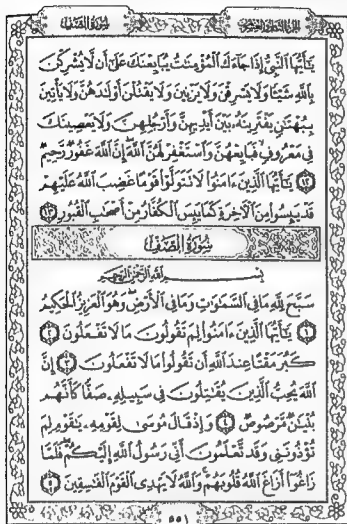 سورة الصف
الجزء الثامن والعشرون
يَٰٓأَيُّهَا ٱلنَّبِيُّ إِذَا جَآءَكَ ٱلْمُؤْمِنَٰتُ يُبَايِعْنَكَ عَلَىٰٓ أَن لَّا يُشْرِكْنَ
بِٱللَّهِ شَيْـًٔا وَلَا يَسْرِقْنَ وَلَا يَزْنِينَ وَلَا يَقْتُلْنَ أَوْلَٰدَهُنَّ وَلَا يَأْتِينَ
بِبُهْتَٰنٍ يَفْتَرِينَهُۥ بَيْنَ أَيْدِيهِنَّ وَأَرْجُلِهِنَّ وَلَا يَعْصِينَكَ
فِى مَعْرُوفٍ فَبَايِعْهُنَّ وَٱسْتَغْفِرْ لَهُنَّ ٱللَّهَ إِنَّ ٱللَّهَ غَفُورٌ رَّحِيمٌ
١٢ يَٰٓأَيُّهَا ٱلَّذِينَ ءَامَنُوا۟ لَا تَتَوَلَّوْا۟ قَوْمًا غَضِبَ ٱللَّهُ عَلَيْهِمْ
قَدْ يَئِسُوا۟ مِنَ ٱلْءَاخِرَةِ كَمَا يَئِسَ ٱلْكُفَّارُ مِنْ أَصْحَٰبِ ٱلْقُبُورِ ١٣
سورة الصف
بِسْمِ ٱللَّهِ ٱلرَّحْمَٰنِ ٱلرَّحِيمِ
سَبَّحَ لِلَّهِ مَا فِى ٱلسَّمَٰوَٰتِ وَمَا فِى ٱلْأَرْضِ وَهُوَ ٱلْعَزِيزُ ٱلْحَكِيمُ
١ يَٰٓأَيُّهَا ٱلَّذِينَ ءَامَنُوا۟ لِمَ تَقُولُونَ مَا لَا تَفْعَلُونَ ٢
كَبُرَ مَقْتًا عِندَ ٱللَّهِ أَن تَقُولُوا۟ مَا لَا تَفْعَلُونَ ٣ إِنَّ
ٱللَّهَ يُحِبُّ ٱلَّذِينَ يُقَٰتِلُونَ فِى سَبِيلِهِۦ صَفًّا كَأَنَّهُم
بُنْيَٰنٌ مَّرْصُوصٌ ٤ وَإِذْ قَالَ مُوسَىٰ لِقَوْمِهِۦ يَٰقَوْمِ لِمَ
تُؤْذُونَنِى وَقَد تَّعْلَمُونَ أَنِّى رَسُولُ ٱللَّهِ إِلَيْكُمْ فَلَمَّا
زَاغُوٓا۟ أَزَاغَ ٱللَّهُ قُلُوبَهُمْ وَٱللَّهُ لَا يَهْدِى ٱلْقَوْمَ ٱلْفَٰسِقِينَ ٥
٥٥١